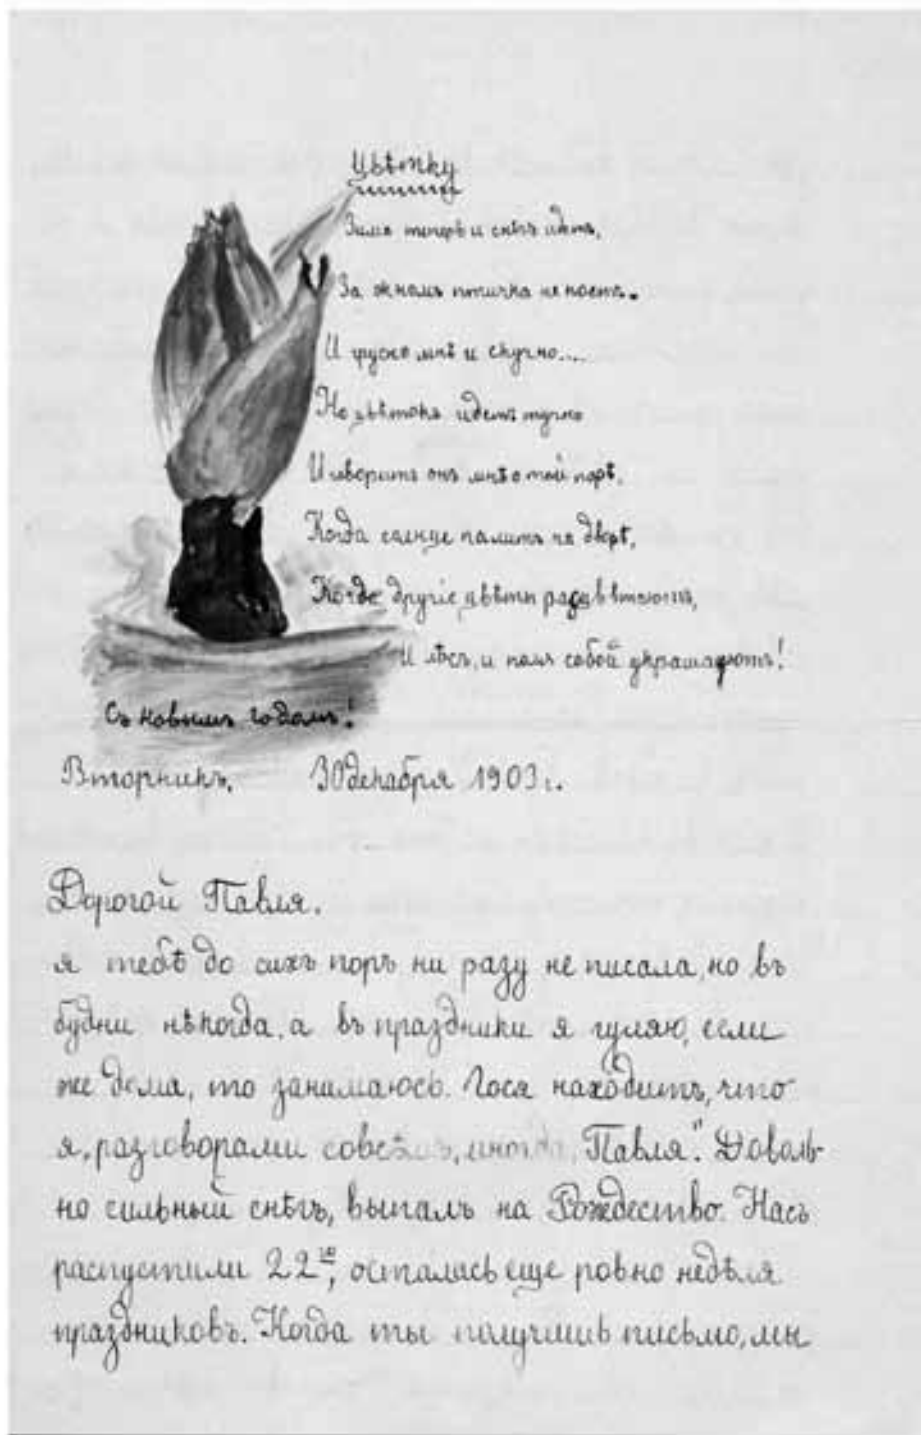 Цвѣтку
Зима теперь и снѣгъ идетъ,
За окномъ птичка не поетъ..
И мнѣ и скучно....
Но цвѣтокъ идетъ
И говоритъ онъ мнѣ о той порѣ,
Когда солнце палитъ на дворѣ,
Когда другіе цвѣты расцвѣтаютъ,
И лѣсъ, и поля собой украшаютъ!
Съ новымъ годомъ!
Вторникъ. 30 декабря 1903 г.
Дорогой Павля.
я тебѣ до сихъ поръ ни разу не писала, но въ
будни нѣкогда, а въ праздники я гуляю, если
же дома, то занимаюсь. Гося находитъ, что
я „разговорами совсѣмъ, иногда, Павля". Доволь-
но сильный снѣгъ, выпалъ на Рождество. Насъ
распустили 22го, осталась еще ровно недѣля
праздниковъ. Когда ты получишь письмо, мы